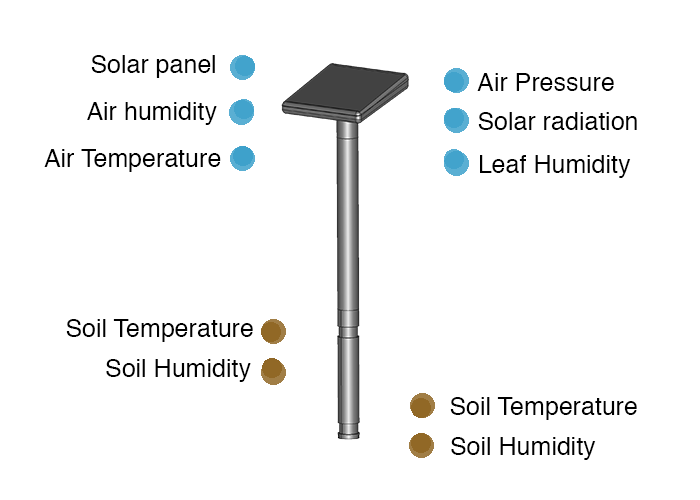 Solar panel
Air humidity
Air Temperature
Air Pressure
Solar radiation
Leaf Humidity
Soil Temperature
Soil Humidity
Soil Temperature
Soil Humidity